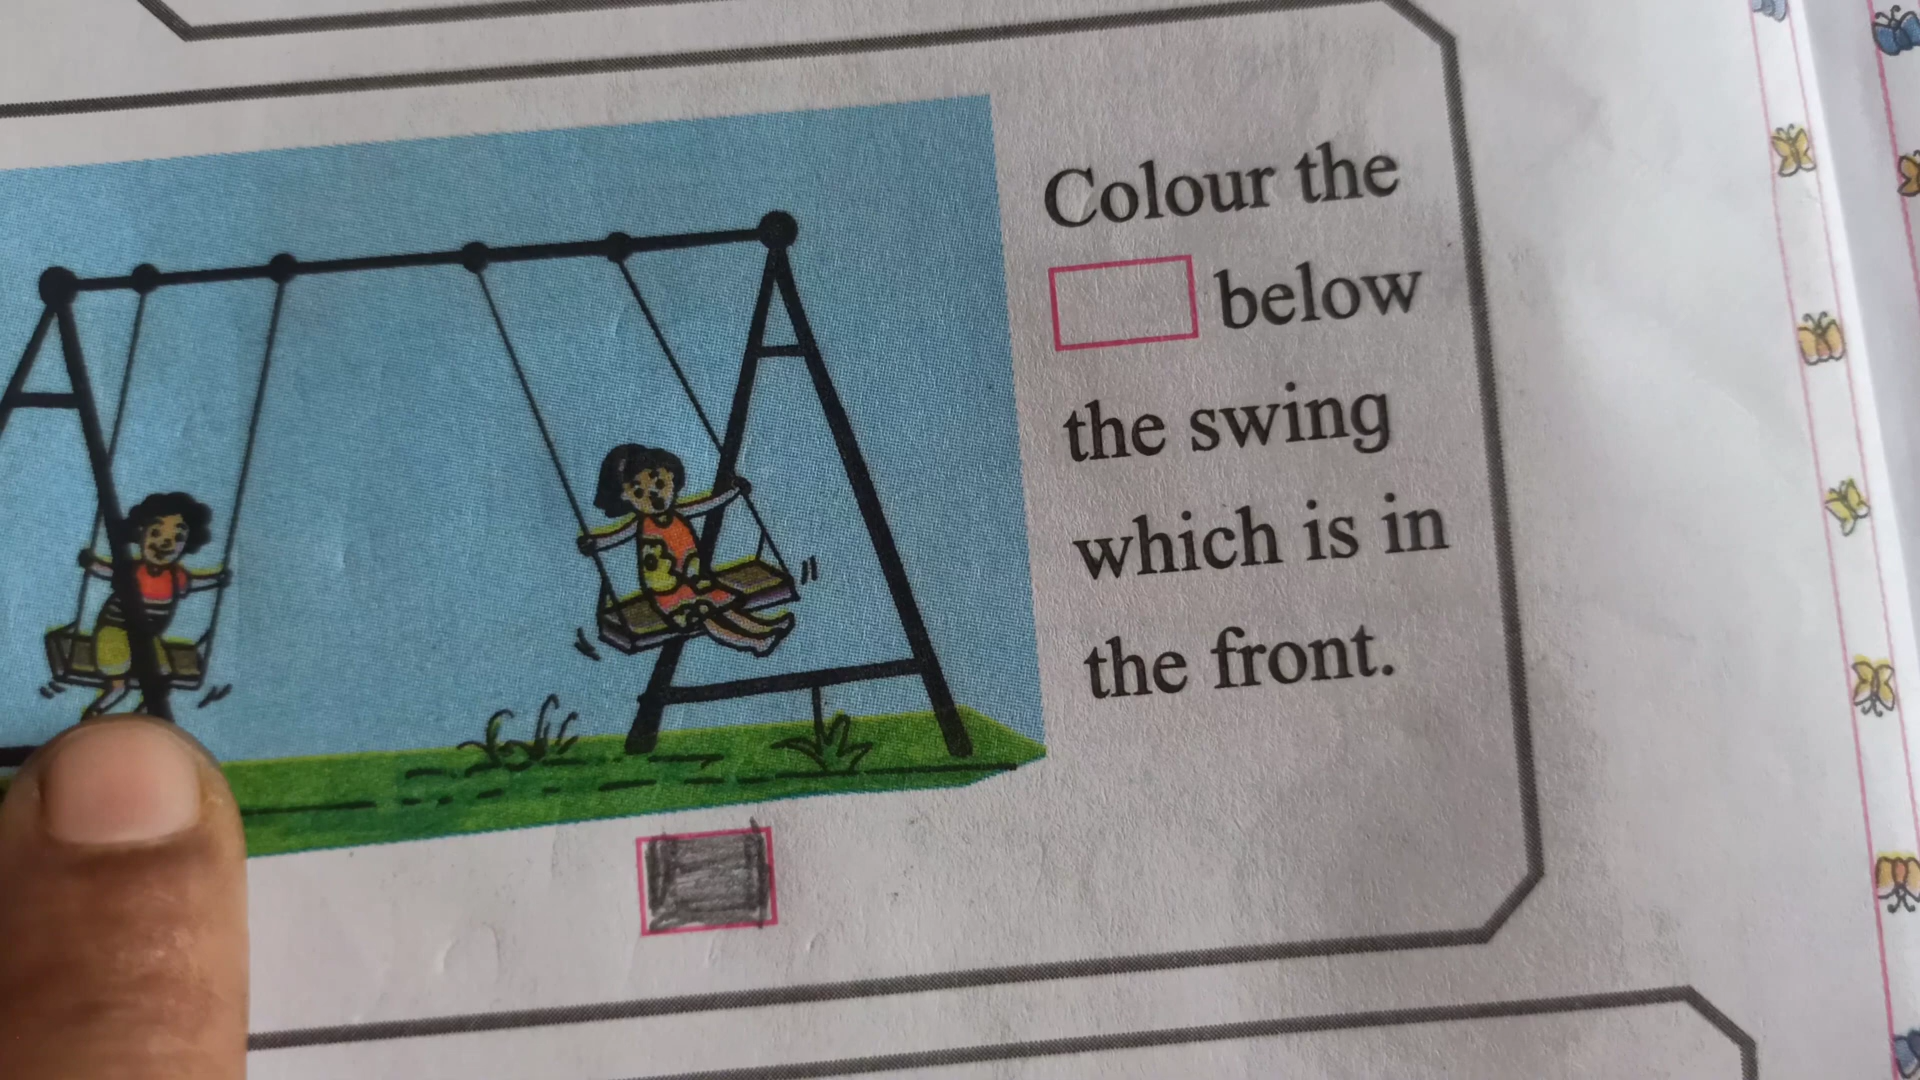 Colour the
below
the swing
which is in
the front.